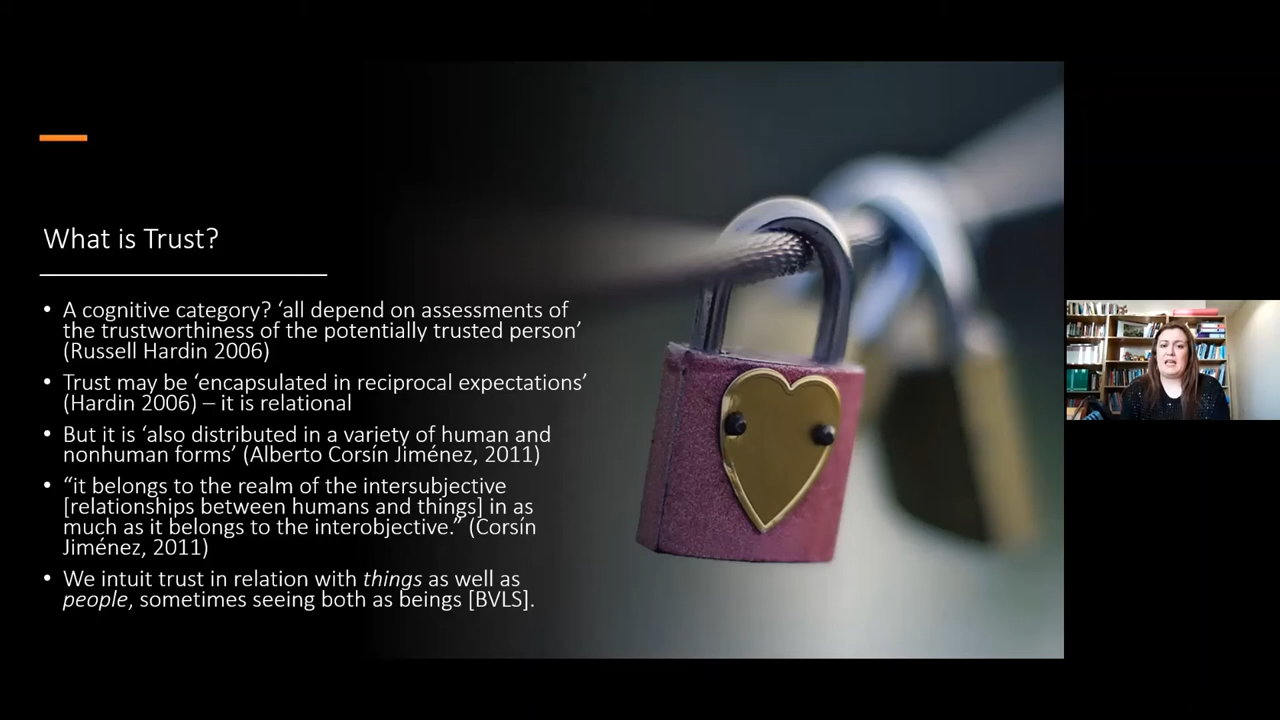 What is Trust?
• A cognitive category? ‘all depend on assessments of
the trustworthiness of the potentially trusted person’
(Russell Hardin 2006)
• Trust may be ‘encapsulated in reciprocal expectations’
(Hardin 2006) – it is relational
• But it is ‘also distributed in a variety of human and
nonhuman forms’ (Alberto Corsín Jiménez, 2011)
• “it belongs to the realm of the intersubjective
[relationships between humans and things] in as
much as it belongs to the interobjective.” (Corsín
Jiménez, 2011)
• We intuit trust in relation with things as well as
people, sometimes seeing both as beings [BVLS].